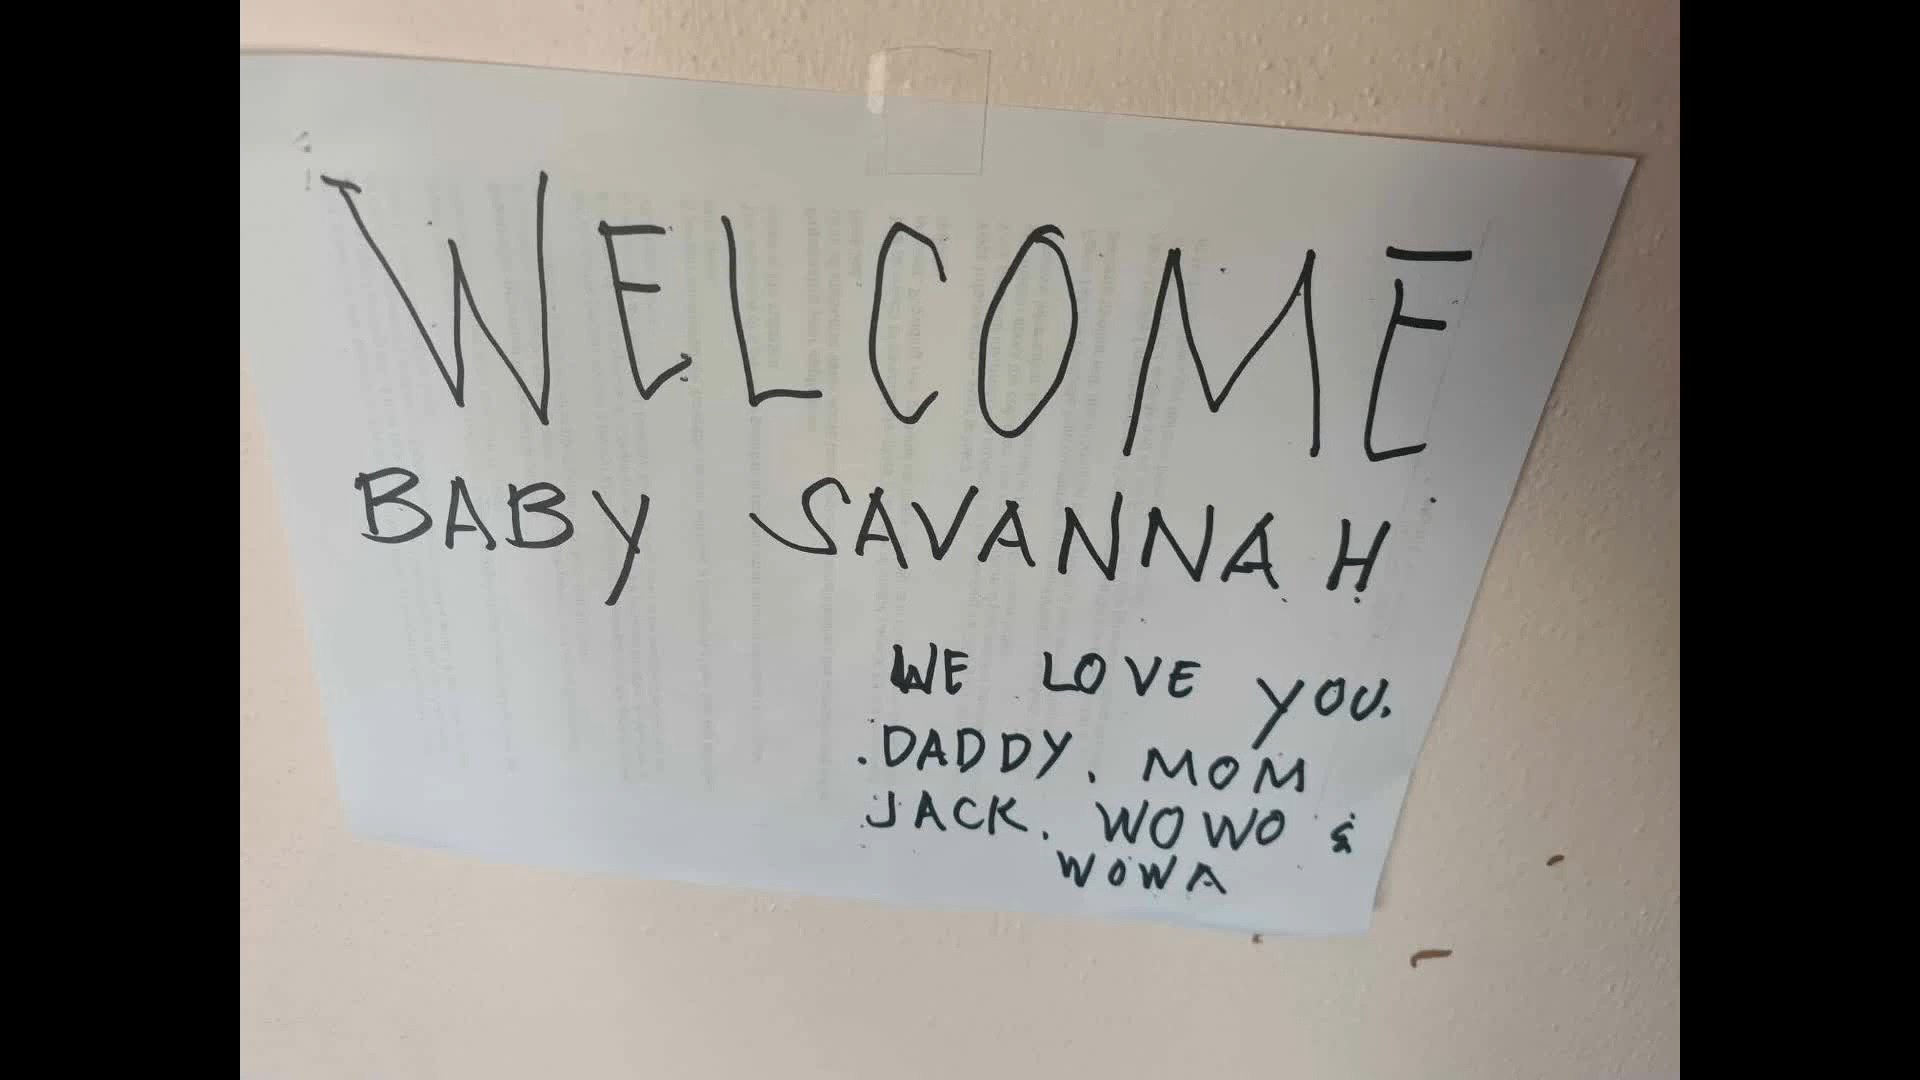 WELCOME
BABY SAVANNAH
WE LOVE YOU.
.DADDY. MOM
JACK. WOWO &
WOWA